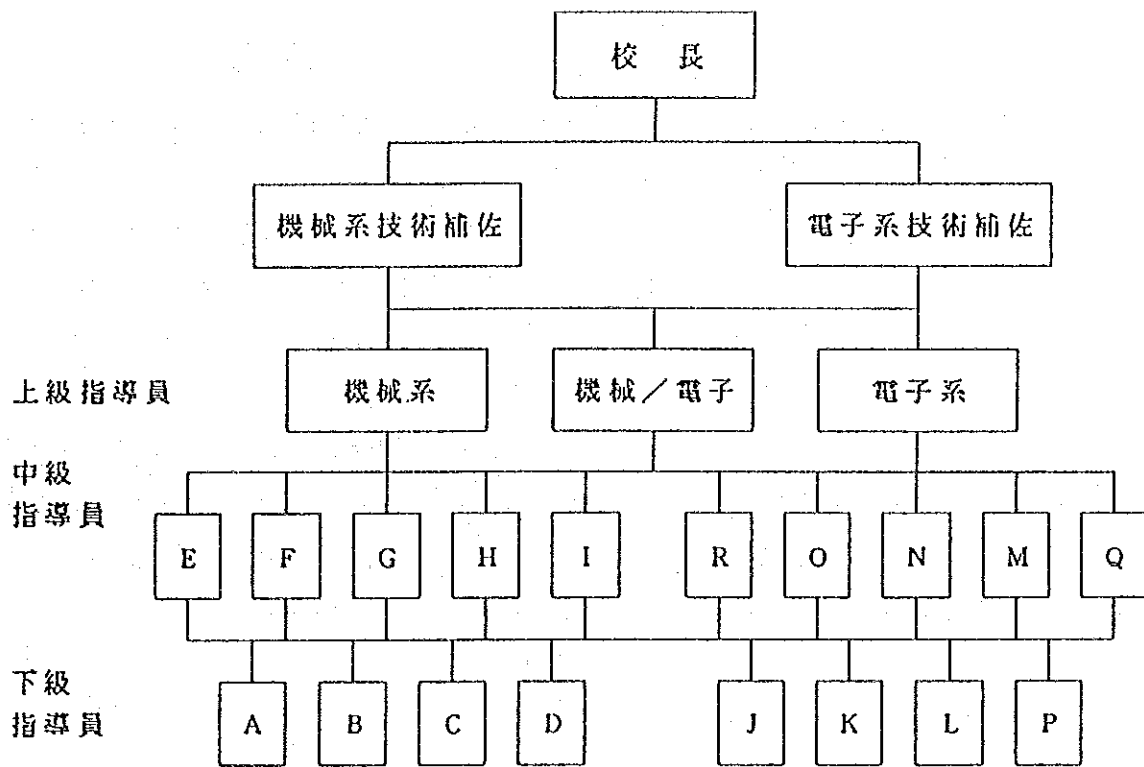 校長
機械系技術補佐 電子系技術補佐
上級指導員 機械系 機械／電子 電子系
中級
指導員
E F G H I R O N M Q
下級
指導員
A B C D J K L P